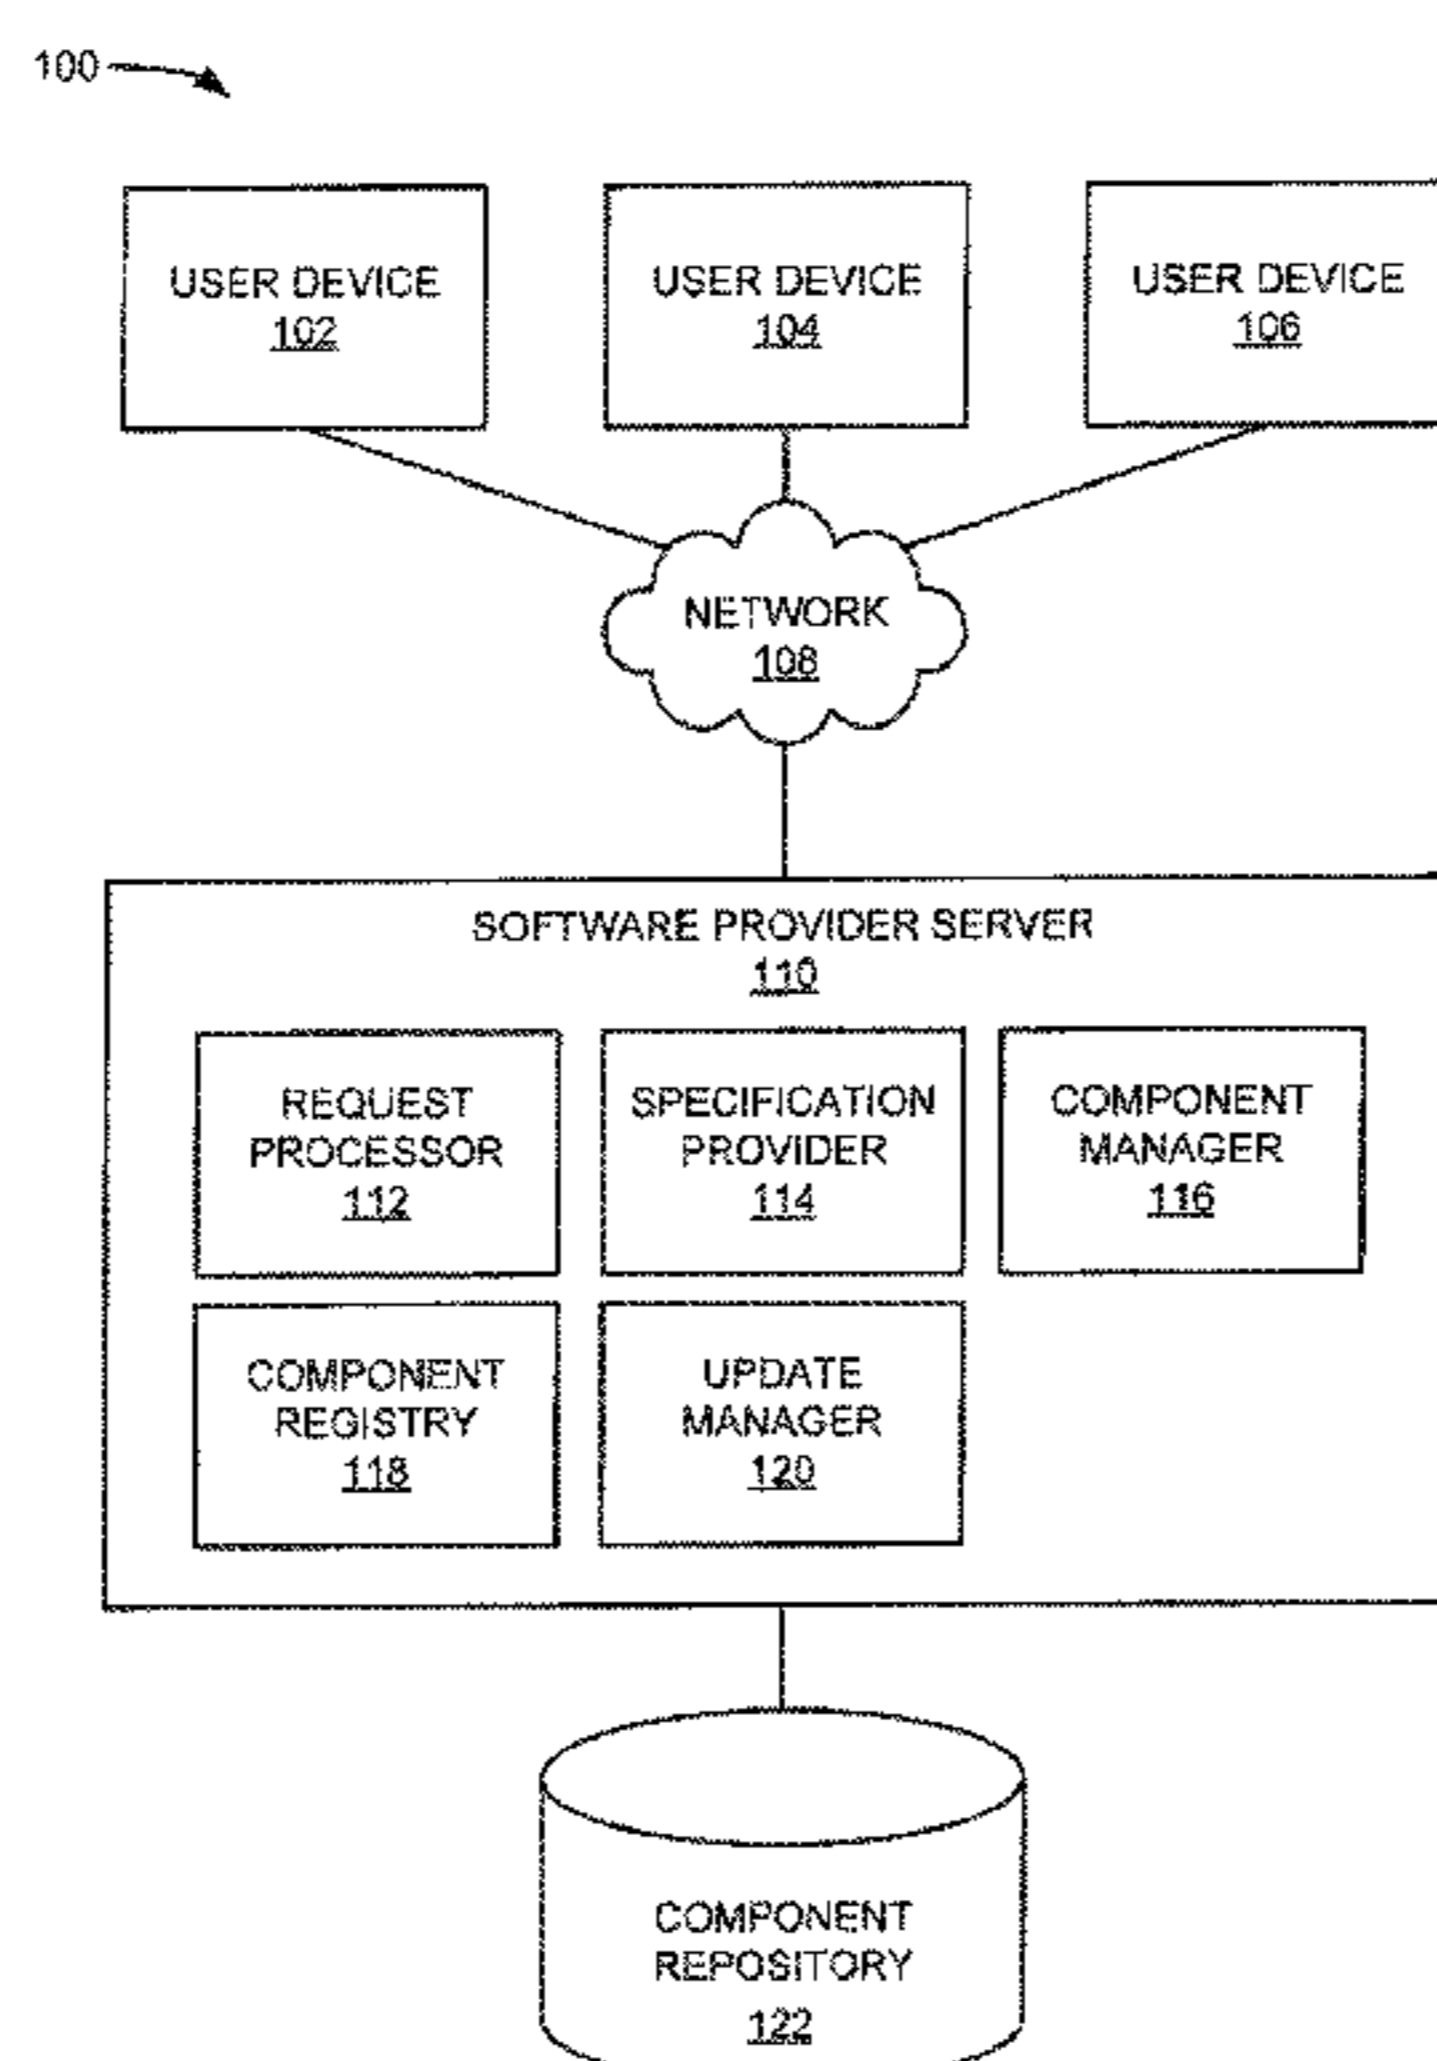 100
USER DEVICE
102
USER DEVICE
104
USER DEVICE
106
NETWORK
108
SOFTWARE PROVIDER SERVER
110
REQUEST
PROCESSOR
112
SPECIFICATION
PROVIDER
114
COMPONENT
MANAGER
116
COMPONENT
REGISTRY
118
UPDATE
MANAGER
120
COMPONENT
REPOSITORY
122